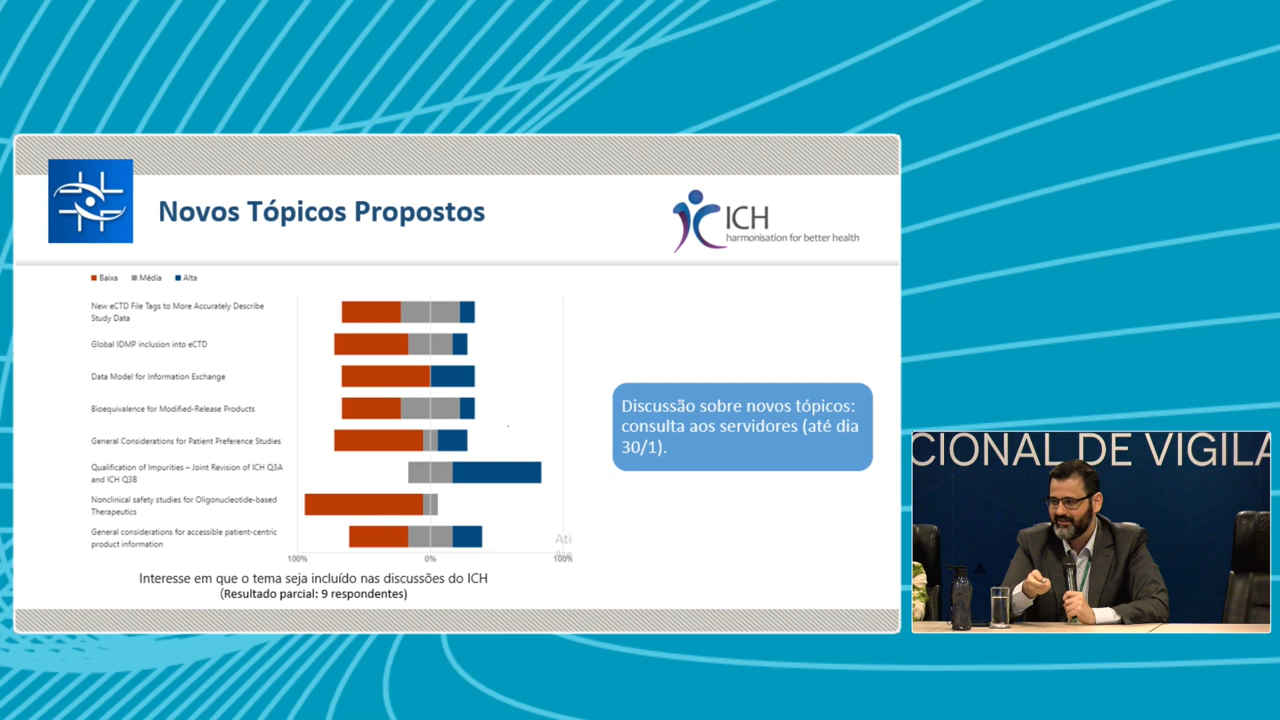 Novos Tópicos Propostos
ICH
harmonisation for better health
Baixa Média Alta
New eCTD File Tags to More Accurately Describe
Study Data
Global IDMP inclusion into eCTD
Data Model for Information Exchange
Bioequivalence for Modified-Release Products
General Considerations for Patient Preference Studies
Qualification of Impurities – Joint Revision of ICH Q3A
and ICH Q3B
Nonclinical safety studies for Oligonucleotide-based
Therapeutics
General considerations for accessible patient-centric
product information
100% 0% 100%
Interesse em que o tema seja incluído nas discussões do ICH
(Resultado parcial: 9 respondentes)
Discussão sobre novos tópicos:
consulta aos servidores (até dia
30/1).
Ati
CIONAL DE VIGILA